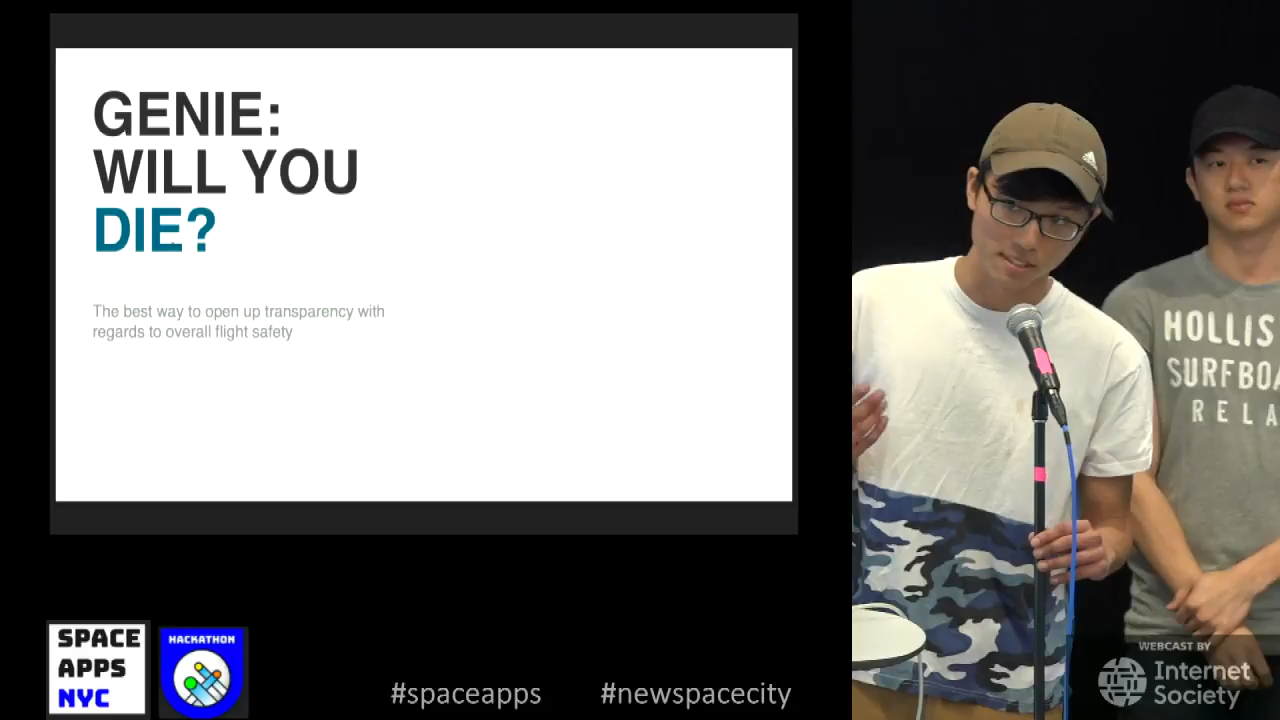 GENIE:
WILL YOU
DIE?
The best way to open up transparency with
regards to overall flight safety
HOLLIS
SURFBOA
RELA
SPACE
APPS
NYC
HACKATHON
#spaceapps
#newspacecity
WEBCAST BY
Internet
Society